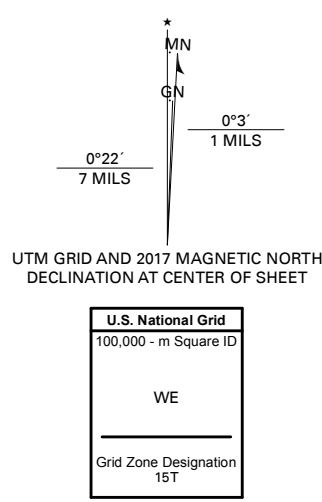 MN
GN
0°3´
1 MILS
0°22´
7 MILS
UTM GRID AND 2017 MAGNETIC NORTH
DECLINATION AT CENTER OF SHEET
U.S. National Grid
100,000 - m Square ID
WE
Grid Zone Designation
15T